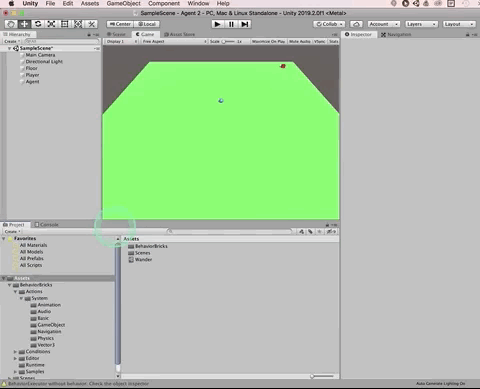 Unity File Edit Assets GameObject Component Window Help
SampleScene - Agent 2 - PC, Mac & Linux Standalone - Unity 2019.2.0f1 <Metal>
Center Local Collab Account Layers Layout
Hierarchy Scene Game Asset Store Inspector Navigation
Create Display 1 Free Aspect Scale 1x Maximize On Play Mute Audio VSync Stats
SampleScene*
Main Camera
Directional Light
Floor
Player
Agent
Project Console
Create
Favorites
All Materials
All Models
All Prefabs
All Scripts
Assets
BehaviorBricks
Actions
System
Animation
Audio
Basic
GameObject
Navigation
Physics
Vector3
Conditions
Editor
Runtime
Samples
Scenes
Assets
BehaviorBricks
Scenes
Wander
BehaviorExecutor without behavior. Check the object inspector
Auto Generate Lighting On